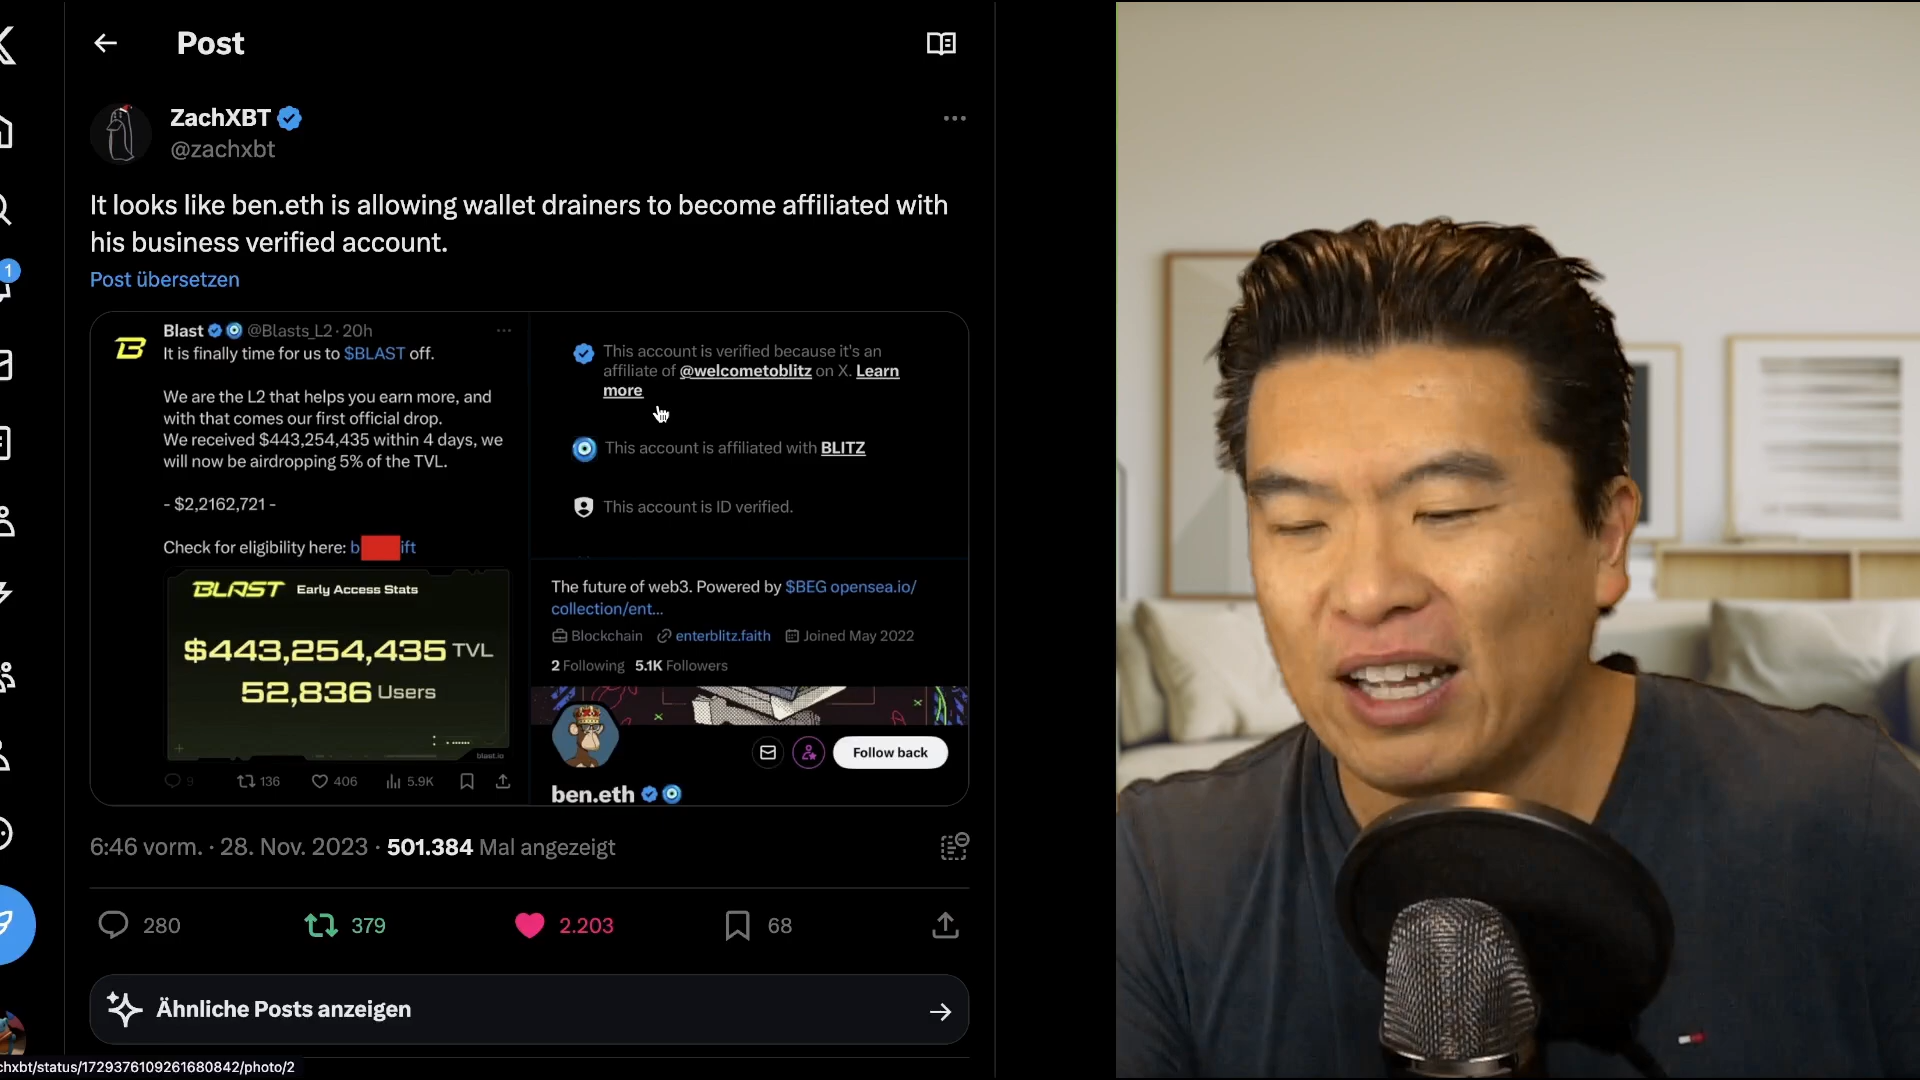 Post
ZachXBT
@zachxbt
It looks like ben.eth is allowing wallet drainers to become affiliated with
his business verified account.
Post übersetzen
1
Blast @Blasts_L2 · 20h
It is finally time for us to $BLAST off.
We are the L2 that helps you earn more, and
with that comes our first official drop.
We received $443,254,435 within 4 days, we
will now be airdropping 5% of the TVL.
- $2,2162,721 -
Check for eligibility here: b ift
BLAST Early Access Stats
$443,254,435 TVL
52,836 Users
blast.io
9 136 406 5.9K
This account is verified because it's an
affiliate of @welcometoblitz on X. Learn
more
This account is affiliated with BLITZ
This account is ID verified.
The future of web3. Powered by $BEG opensea.io/
collection/ent...
Blockchain enterblitz.faith Joined May 2022
2 Following 5.1K Followers
Follow back
ben.eth
6:46 vorm. · 28. Nov. 2023 · 501.384 Mal angezeigt
280 379 2.203 68
Ähnliche Posts anzeigen
chxbt/status/1729376109261680842/photo/2